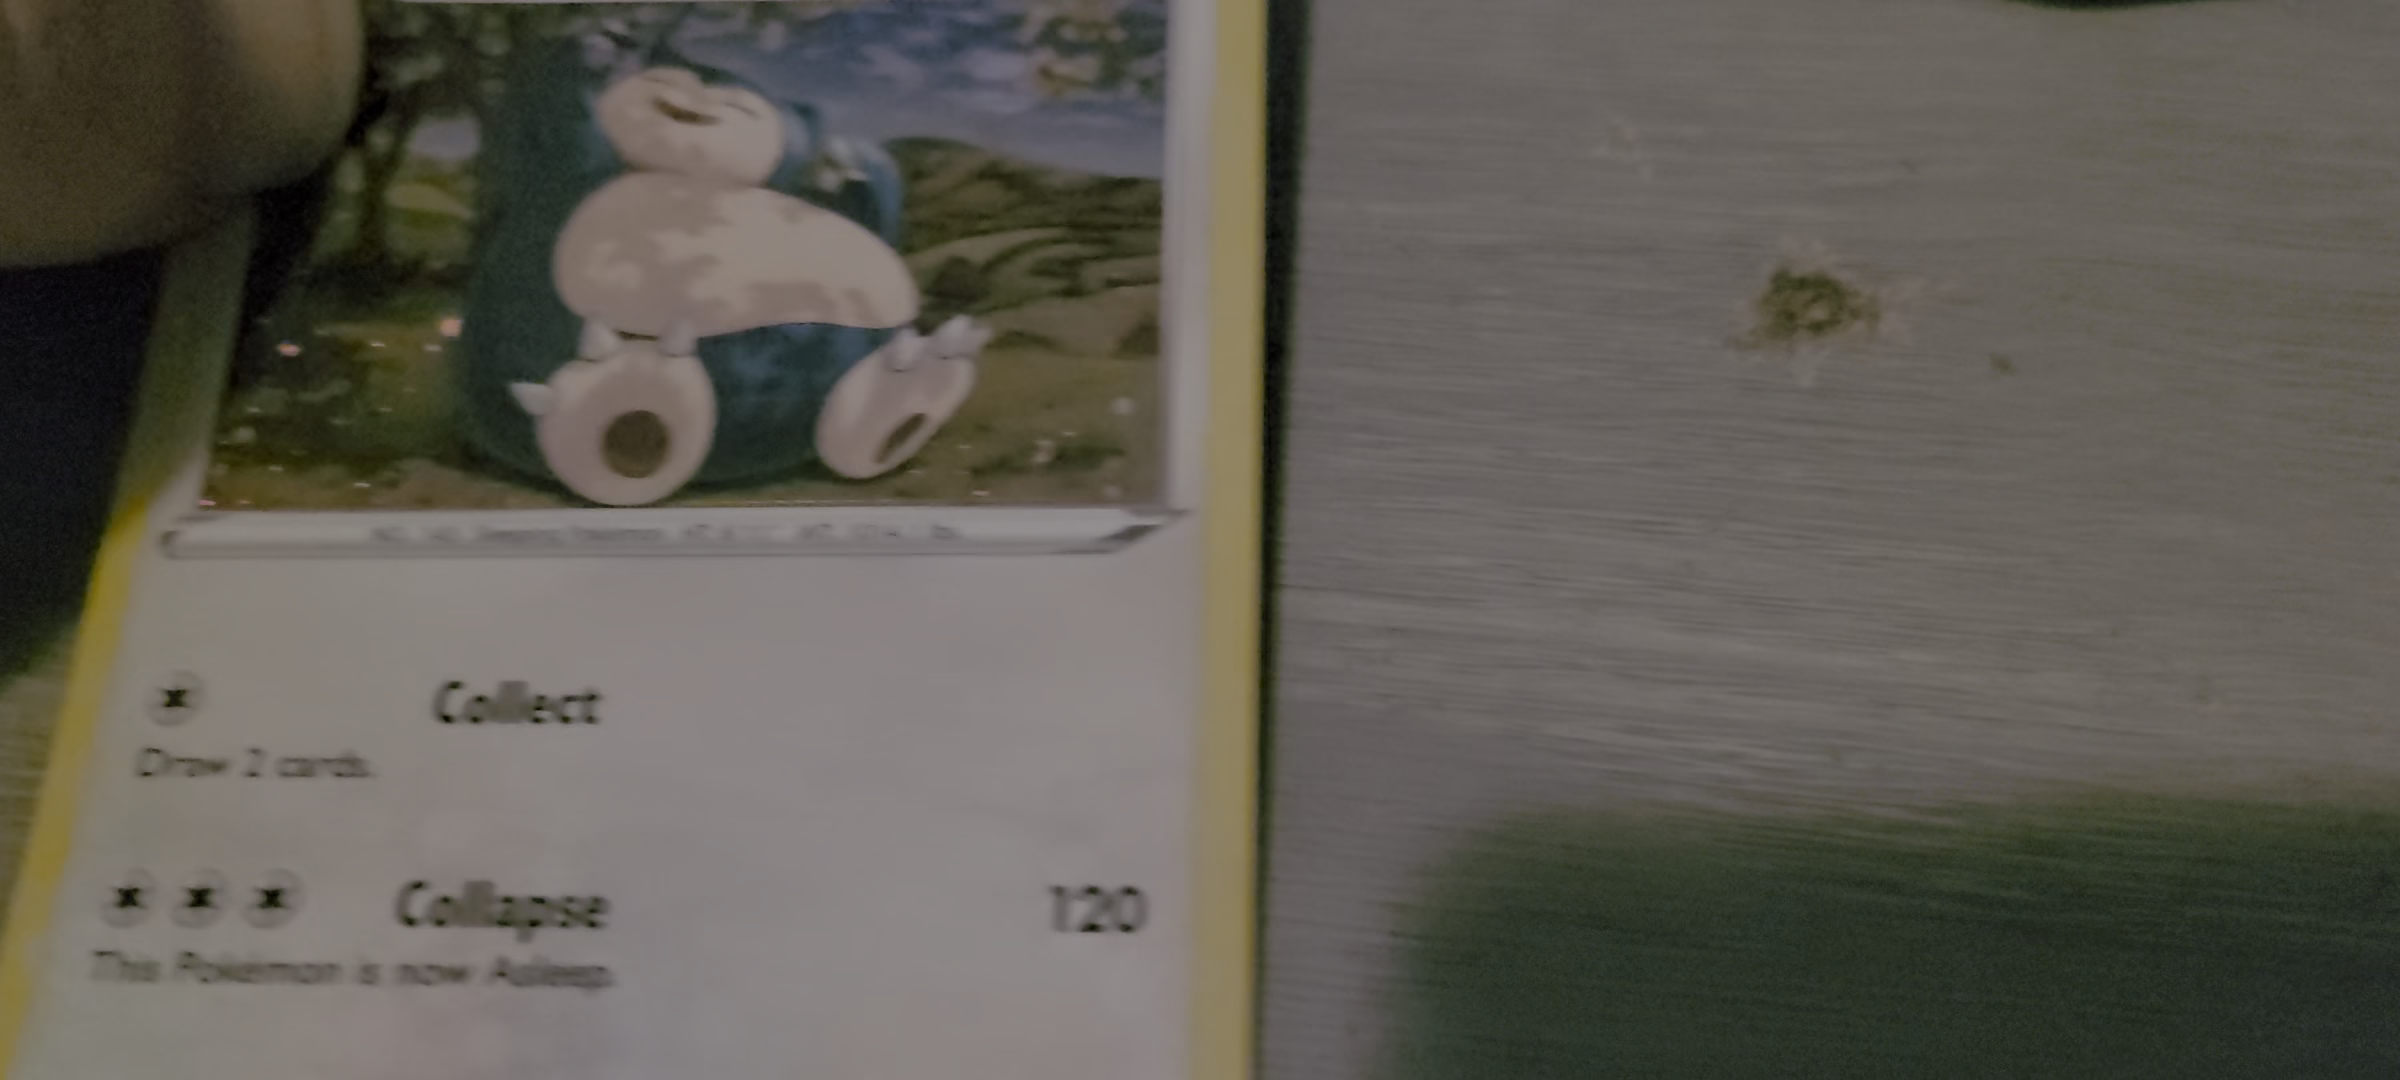 Collect
Draw 2 cards.
Collapse 120
This Pokémon is now Asleep.